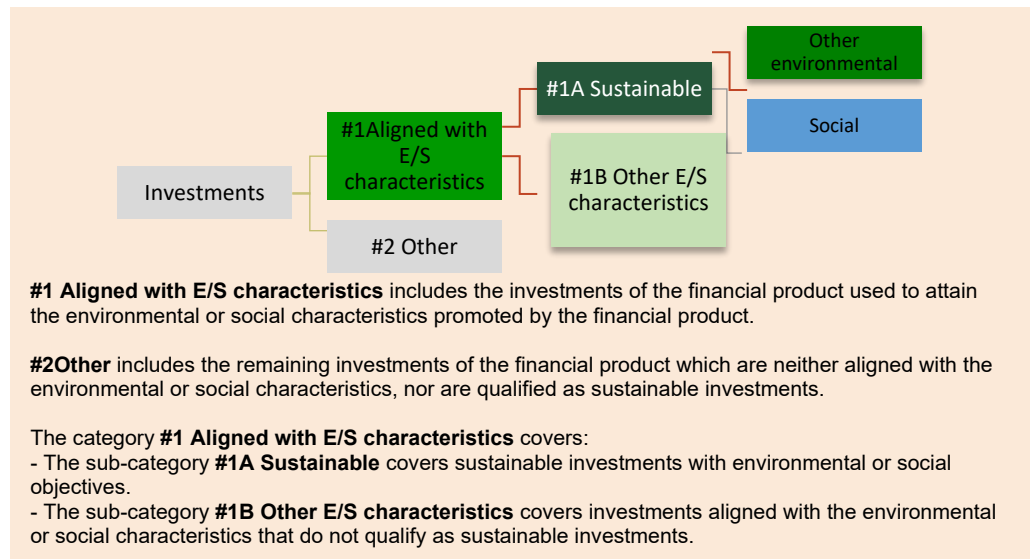 Other
environmental
#1A Sustainable
Social
#1Aligned with
E/S
characteristics
#1B Other E/S
characteristics
Investments
#2 Other
#1 Aligned with E/S characteristics includes the investments of the financial product used to attain
the environmental or social characteristics promoted by the financial product.
#2Other includes the remaining investments of the financial product which are neither aligned with the
environmental or social characteristics, nor are qualified as sustainable investments.
The category #1 Aligned with E/S characteristics covers:
- The sub-category #1A Sustainable covers sustainable investments with environmental or social
objectives.
- The sub-category #1B Other E/S characteristics covers investments aligned with the environmental
or social characteristics that do not qualify as sustainable investments.